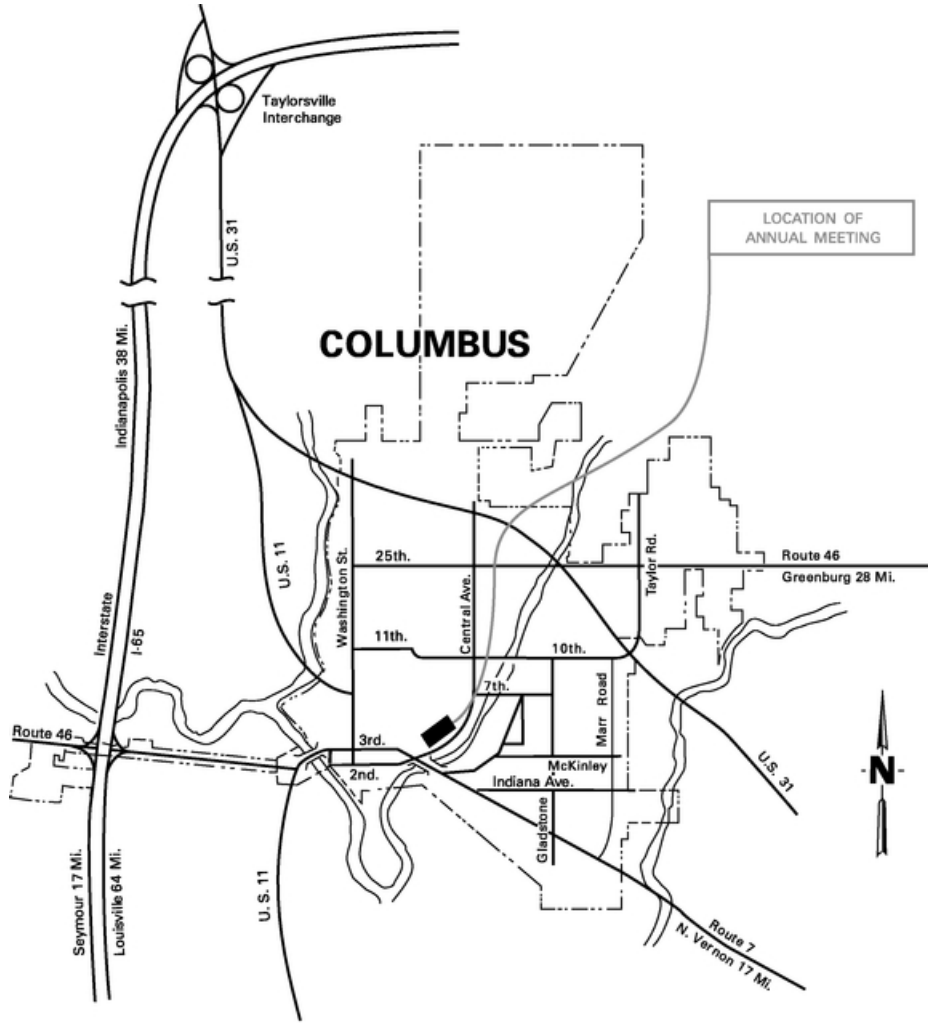 Taylorsville
Interchange
U.S. 31
LOCATION OF
ANNUAL MEETING
COLUMBUS
Indianapolis 38 Mi.
U.S. 11
Washington St.
25th.
Central Ave.
Taylor Rd.
Route 46
Greenburg 28 Mi.
Interstate
I-65
11th.
10th.
7th.
Marr Road
Route 46
3rd.
2nd.
McKinley
Indiana Ave.
Gladstone
U.S. 31
N
Seymour 17 Mi.
Louisville 64 Mi.
U.S. 11
Route 7
N. Vernon 17 Mi.